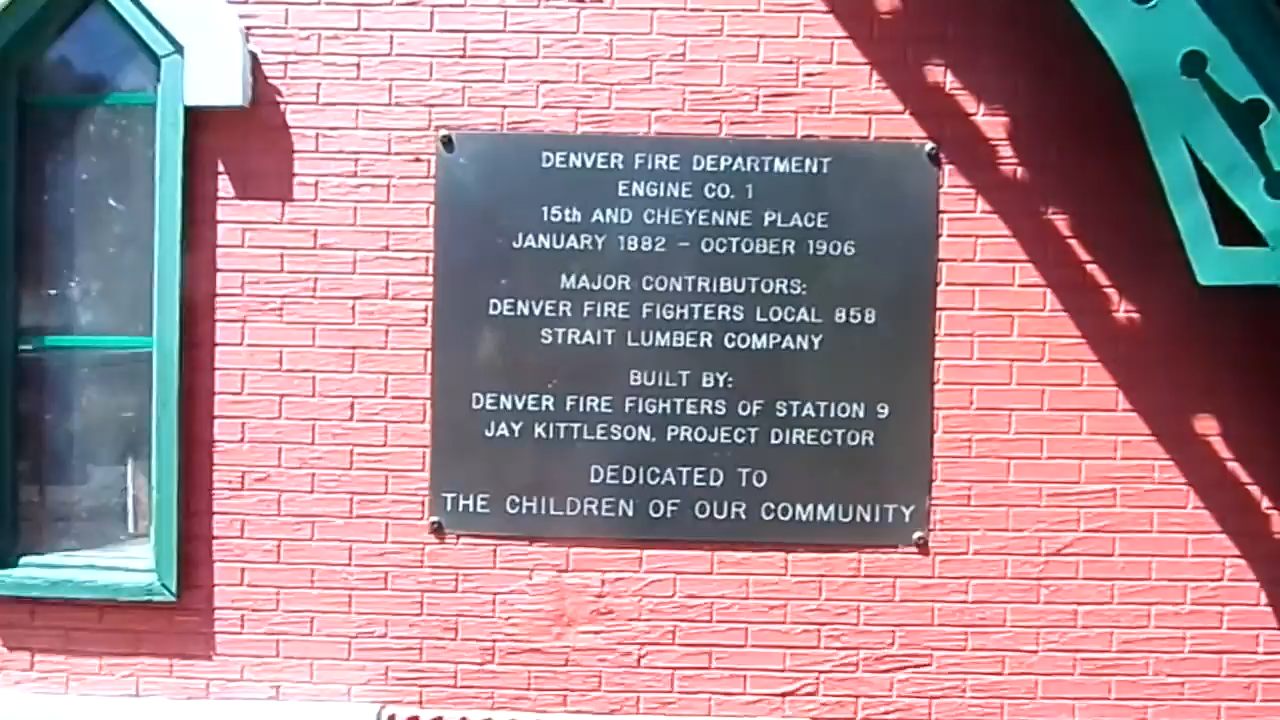 DENVER FIRE DEPARTMENT
ENGINE CO. 1
15th AND CHEYENNE PLACE
JANUARY 1882 - OCTOBER 1906
MAJOR CONTRIBUTORS:
DENVER FIRE FIGHTERS LOCAL 858
STRAIT LUMBER COMPANY
BUILT BY:
DENVER FIRE FIGHTERS OF STATION 9
JAY KITTLESON, PROJECT DIRECTOR
DEDICATED TO
THE CHILDREN OF OUR COMMUNITY